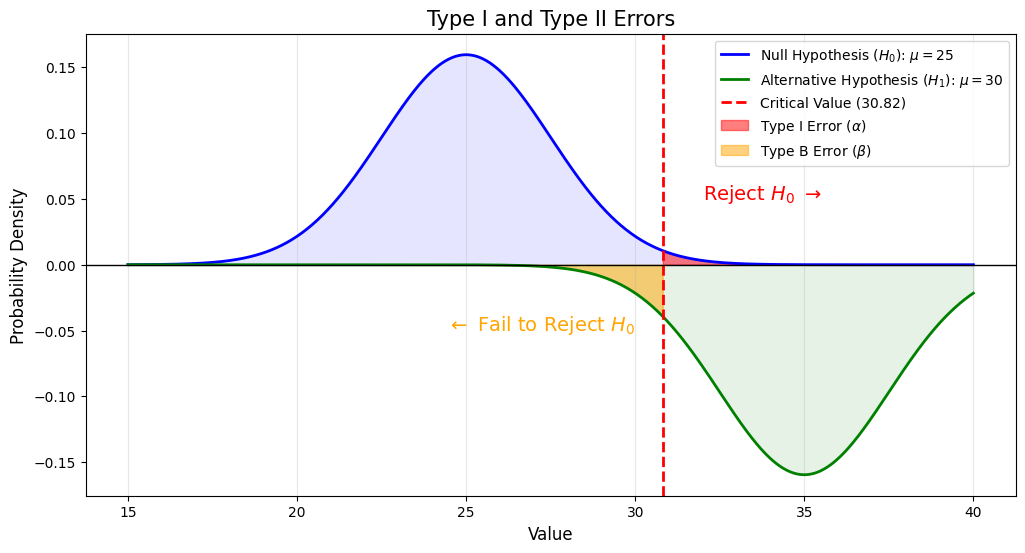 Type I and Type II Errors
Null Hypothesis (H₀): μ = 25
Alternative Hypothesis (H₁): μ = 30
Critical Value (30.82)
Type I Error (α)
Type B Error (β)
Reject H₀ →
← Fail to Reject H₀
Probability Density
0.15
0.10
0.05
0.00
−0.05
−0.10
−0.15
15 20 25 30 35 40
Value